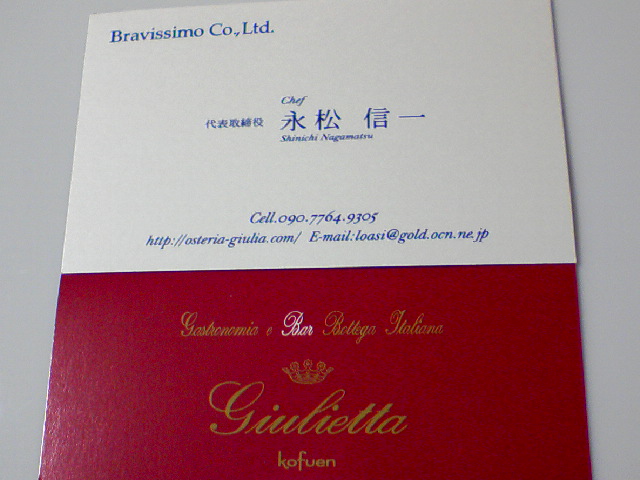 Bravissimo Co.,Ltd.
Chef
代表取締役 永松 信一
Shinichi Nagamatsu
Cell.090.7764.9305
http://osteria-giulia.com/ E-mail:loasi@gold.ocn.ne.jp
Gastronomia e Bar Bottega Italiana
Giulietta
kofuen